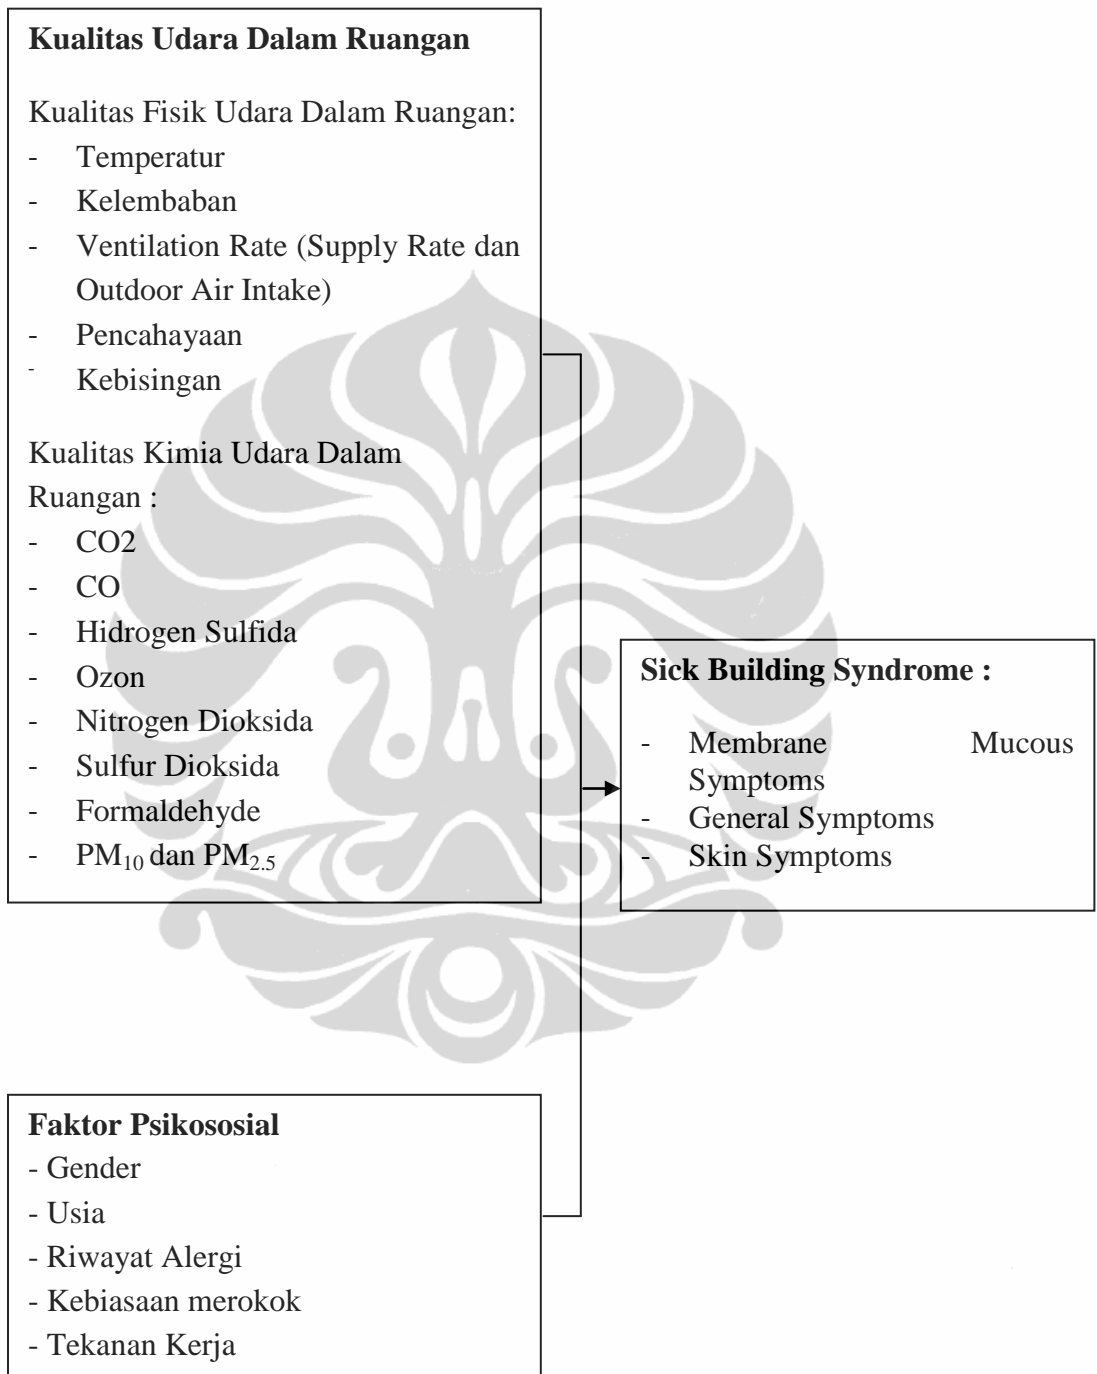 Kualitas Udara Dalam Ruangan
Kualitas Fisik Udara Dalam Ruangan:
- Temperatur
- Kelembaban
- Ventilation Rate (Supply Rate dan
Outdoor Air Intake)
- Pencahayaan
- Kebisingan
Kualitas Kimia Udara Dalam
Ruangan :
- CO2
- CO
- Hidrogen Sulfida
- Ozon
- Nitrogen Dioksida
- Sulfur Dioksida
- Formaldehyde
- PM10 dan PM2.5
Sick Building Syndrome :
- Membrane Mucous
Symptoms
- General Symptoms
- Skin Symptoms
Faktor Psikososial
- Gender
- Usia
- Riwayat Alergi
- Kebiasaan merokok
- Tekanan Kerja